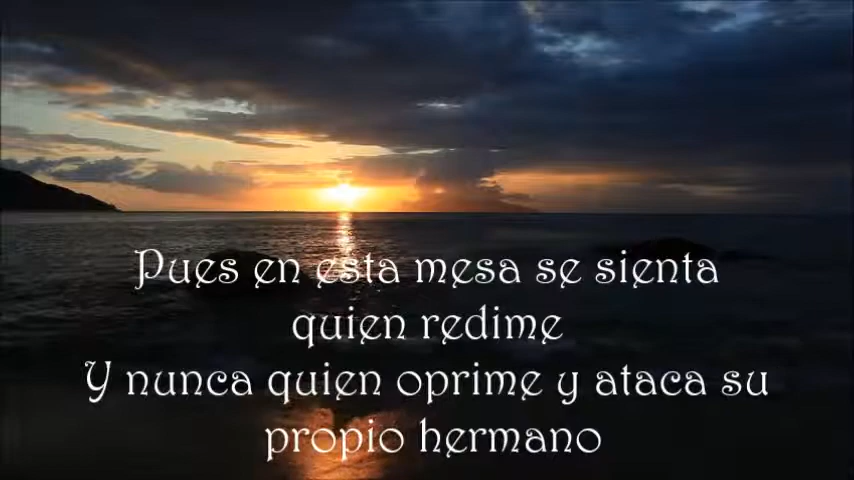 Pues en esta mesa se sienta
quien redime
Y nunca quien oprime y ataca su
propio hermano